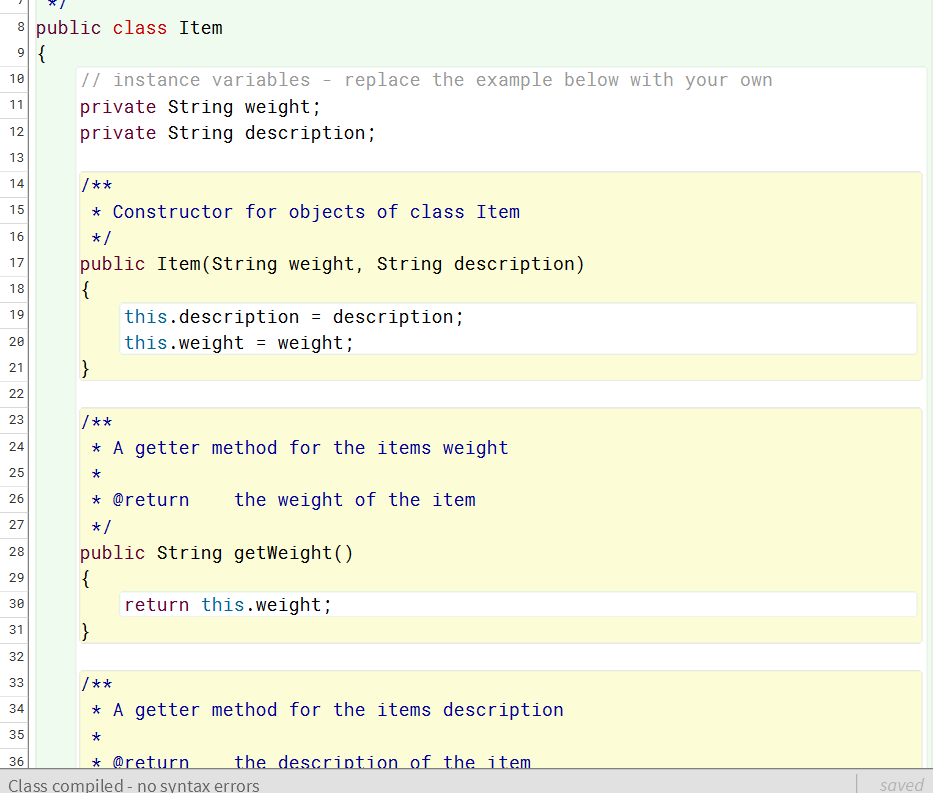 7 */
8 public class Item
9 {
10 // instance variables - replace the example below with your own
11 private String weight;
12 private String description;
13
14 /**
15 * Constructor for objects of class Item
16 */
17 public Item(String weight, String description)
18 {
19 this.description = description;
20 this.weight = weight;
21 }
22
23 /**
24 * A getter method for the items weight
25 *
26 * @return    the weight of the item
27 */
28 public String getWeight()
29 {
30 return this.weight;
31 }
32
33 /**
34 * A getter method for the items description
35 *
36 * @return    the description of the item
Class compiled - no syntax errors
saved